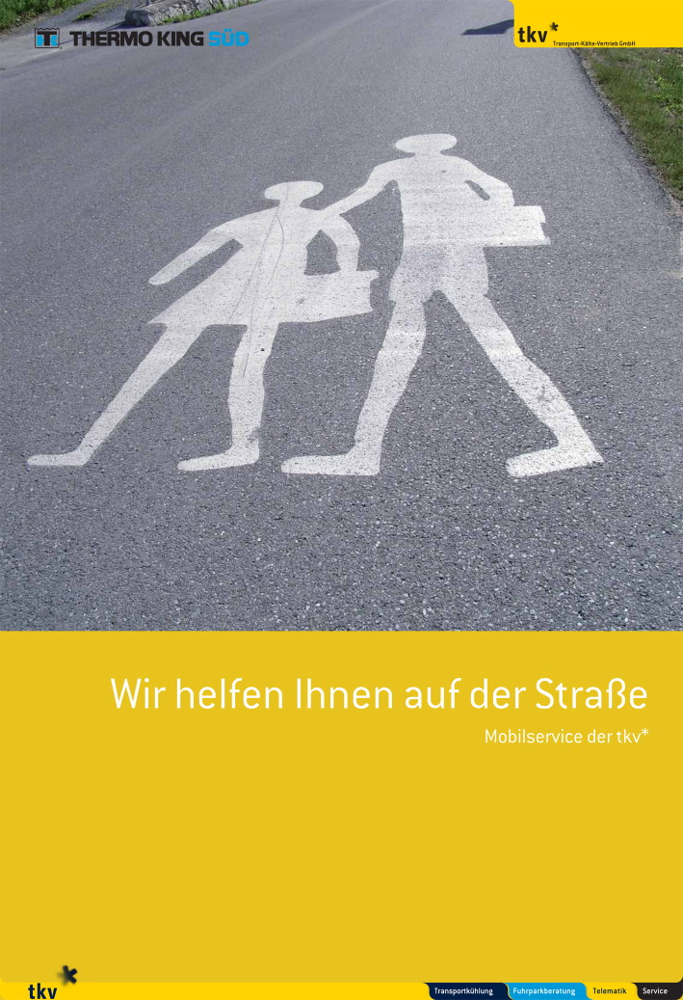 THERMO KING SÜD
tkv*
Transport-Kälte-Vertrieb GmbH
Wir helfen Ihnen auf der Straße
Mobilservice der tkv*
tkv*
Transportkühlung Fuhrparkberatung Telematik Service